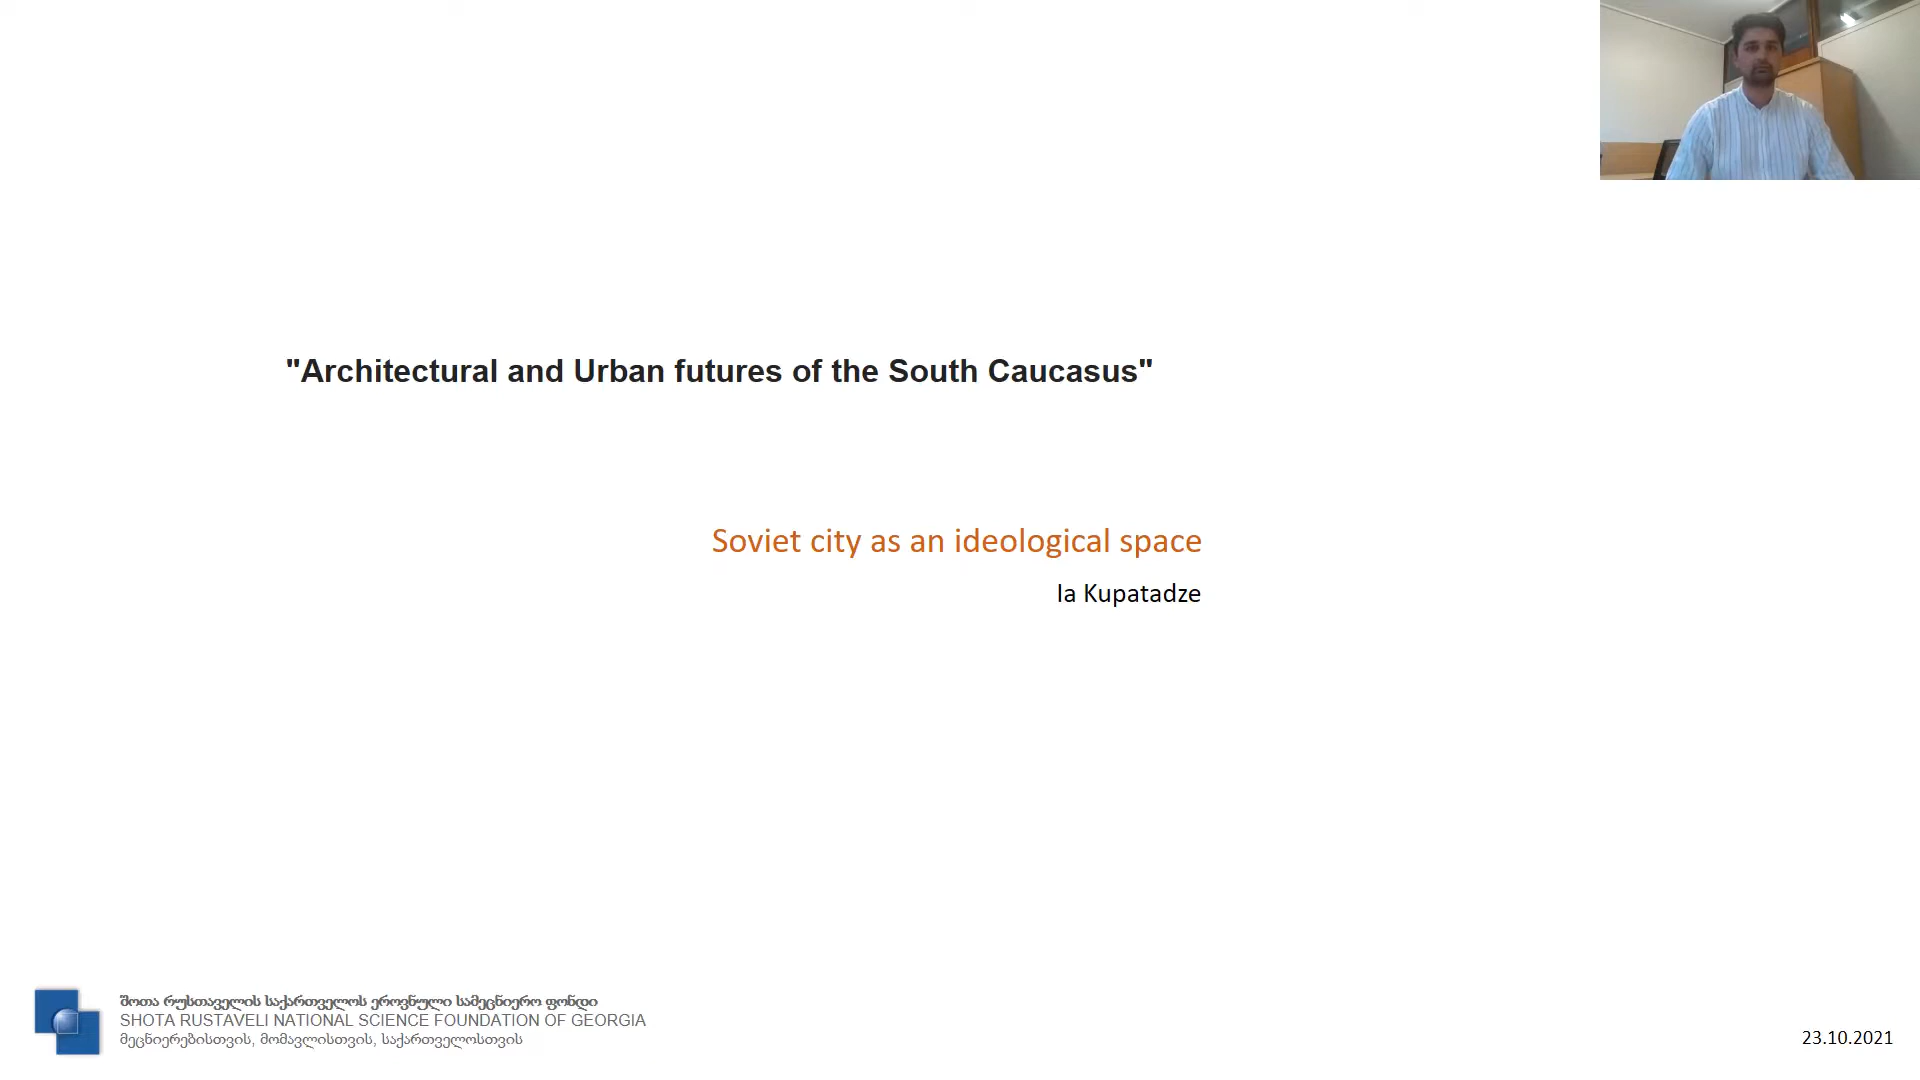 "Architectural and Urban futures of the South Caucasus"
Soviet city as an ideological space
Ia Kupatadze
შოთა რუსთაველის საქართველოს ეროვნული სამეცნიერო ფონდი
SHOTA RUSTAVELI NATIONAL SCIENCE FOUNDATION OF GEORGIA
მეცნიერებისთვის, მომავლისთვის, საქართველოსთვის
23.10.2021